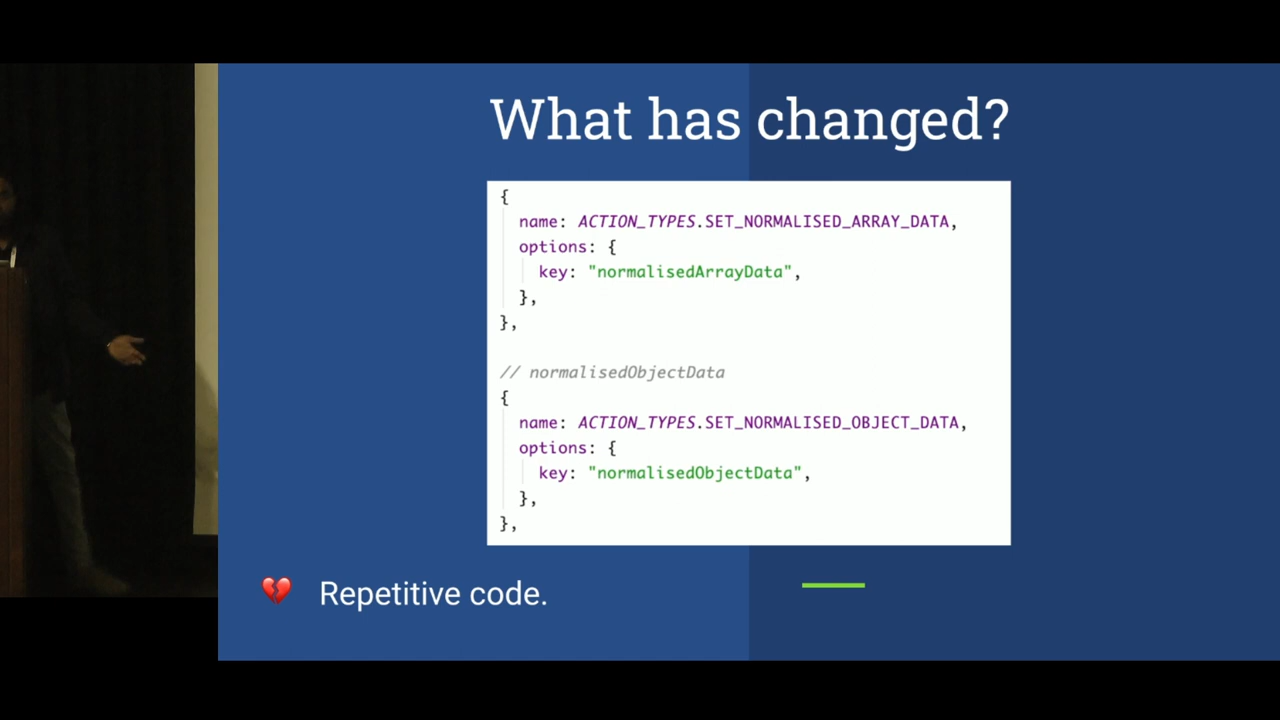 What has changed?
{
name: ACTION_TYPES.SET_NORMALISED_ARRAY_DATA,
options: {
key: "normalisedArrayData",
},
},
// normalisedObjectData
{
name: ACTION_TYPES.SET_NORMALISED_OBJECT_DATA,
options: {
key: "normalisedObjectData",
},
},
💔 Repetitive code.